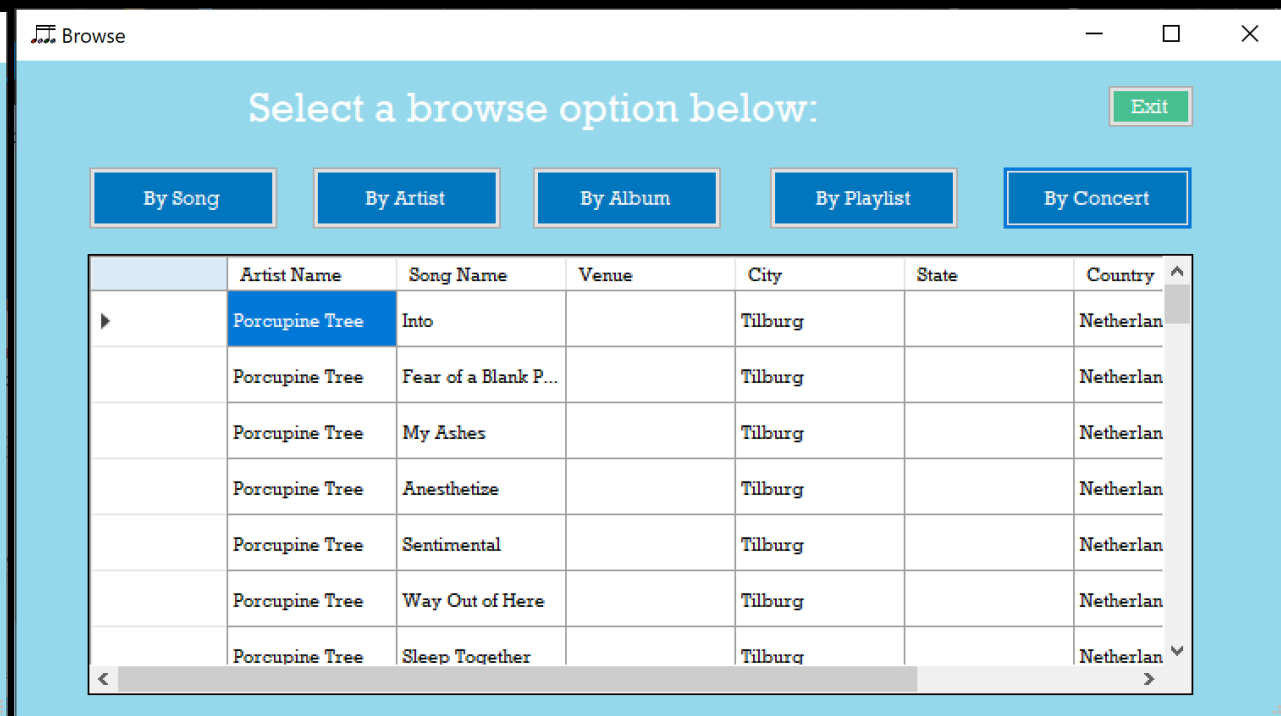 Browse
Select a browse option below:
Exit
By Song By Artist By Album By Playlist By Concert
Artist Name Song Name Venue City State Country
Porcupine Tree Into Tilburg Netherlan
Porcupine Tree Fear of a Blank P... Tilburg Netherlan
Porcupine Tree My Ashes Tilburg Netherlan
Porcupine Tree Anesthetize Tilburg Netherlan
Porcupine Tree Sentimental Tilburg Netherlan
Porcupine Tree Way Out of Here Tilburg Netherlan
Porcupine Tree Sleep Together Tilburg Netherlan